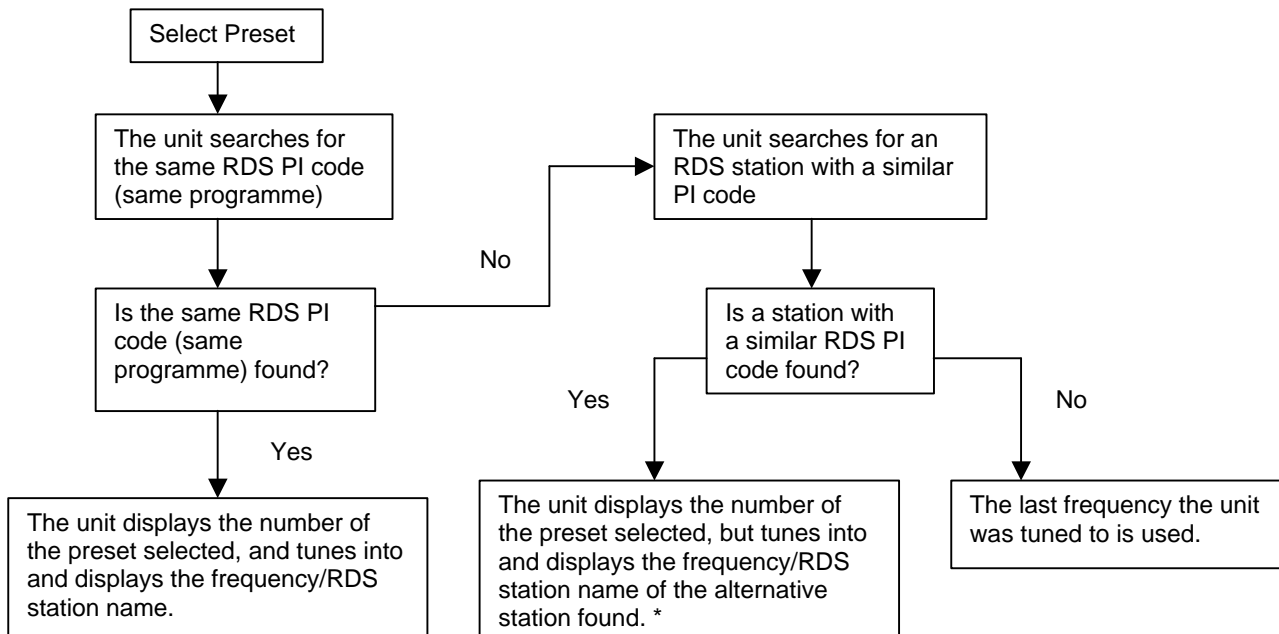 Select Preset
The unit searches for
the same RDS PI code
(same programme)
The unit searches for an
RDS station with a similar
PI code
No
Is the same RDS PI
code (same
programme) found?
Is a station with
a similar RDS PI
code found?
Yes
No
Yes
The unit displays the number of
the preset selected, and tunes into
and displays the frequency/RDS
station name.
The unit displays the number of
the preset selected, but tunes into
and displays the frequency/RDS
station name of the alternative
station found. *
The last frequency the unit
was tuned to is used.